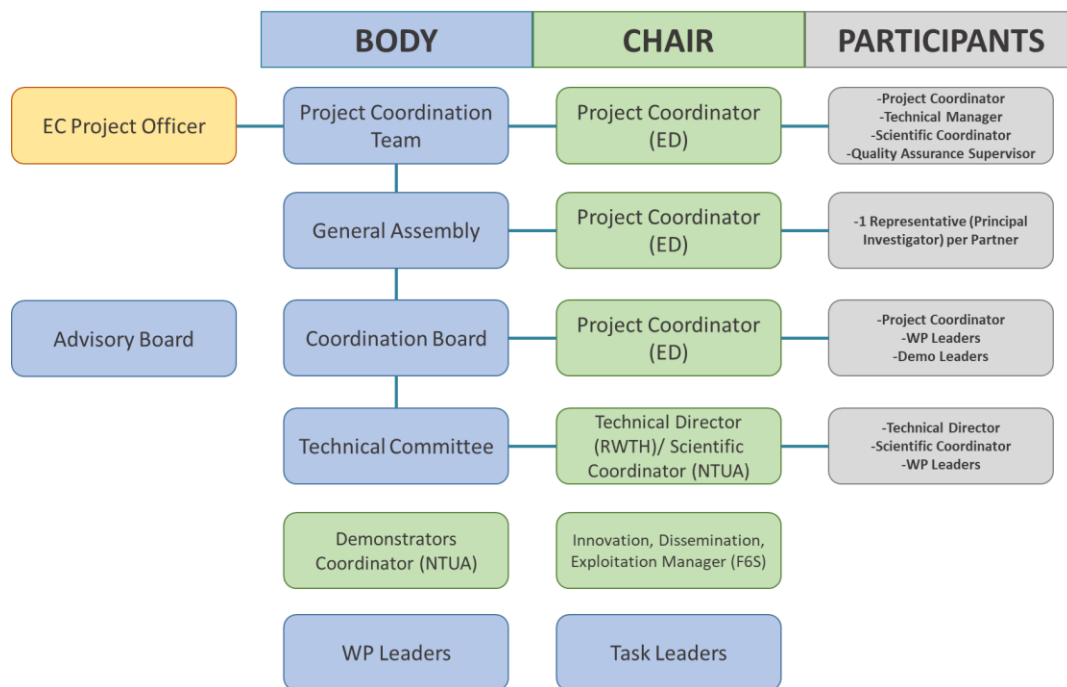 BODY
CHAIR
PARTICIPANTS
EC Project Officer
Project Coordination
Team
Project Coordinator
(ED)
-Project Coordinator
-Technical Manager
-Scientific Coordinator
-Quality Assurance Supervisor
General Assembly
Project Coordinator
(ED)
-1 Representative (Principal
Investigator) per Partner
Advisory Board
Coordination Board
Project Coordinator
(ED)
-Project Coordinator
-WP Leaders
-Demo Leaders
Technical Committee
Technical Director
(RWTH)/ Scientific
Coordinator (NTUA)
-Technical Director
-Scientific Coordinator
-WP Leaders
Demonstrators
Coordinator (NTUA)
Innovation, Dissemination,
Exploitation Manager (F6S)
WP Leaders
Task Leaders